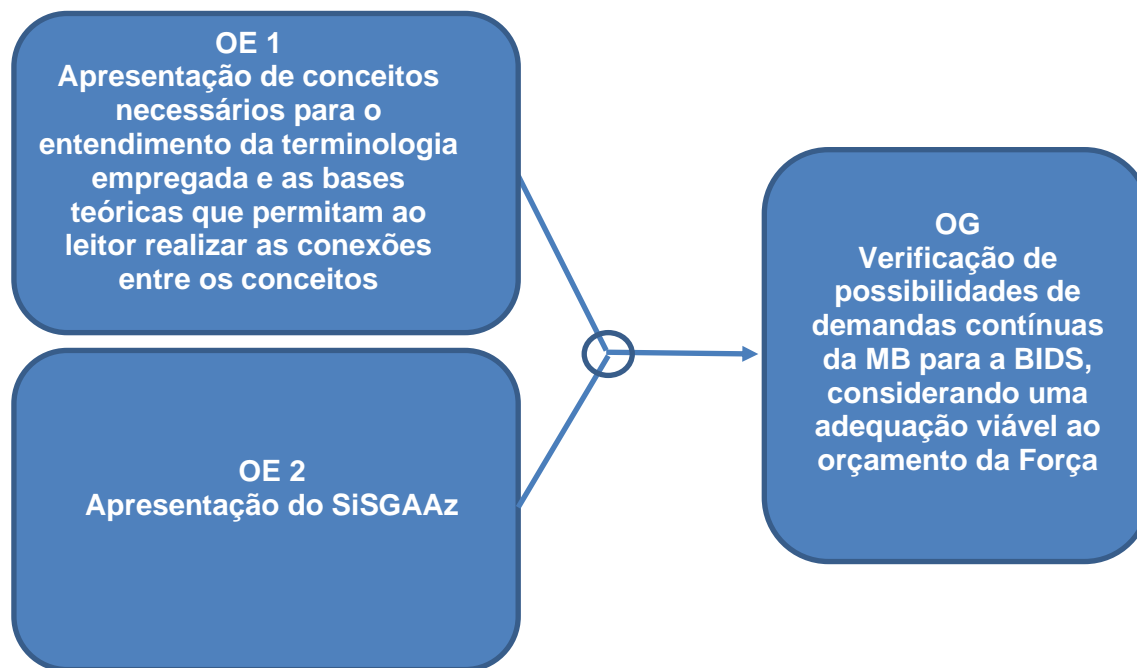 OE 1
Apresentação de conceitos
necessários para o
entendimento da terminologia
empregada e as bases
teóricas que permitam ao
leitor realizar as conexões
entre os conceitos
OE 2
Apresentação do SiSGAAz
OG
Verificação de
possibilidades de
demandas contínuas
da MB para a BIDS,
considerando uma
adequação viável ao
orçamento da Força